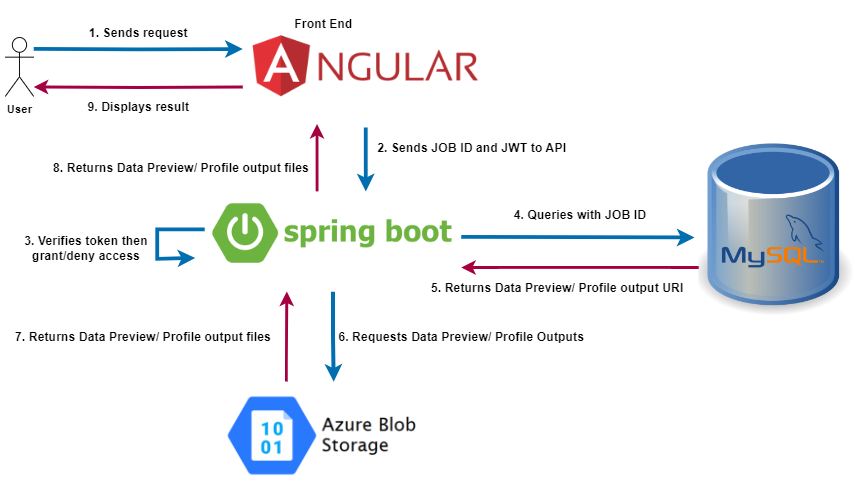 Front End
1. Sends request
ANGULAR
User
9. Displays result
2. Sends JOB ID and JWT to API
8. Returns Data Preview/ Profile output files
spring boot
4. Queries with JOB ID
3. Verifies token then
grant/deny access
MySQL
5. Returns Data Preview/ Profile output URI
7. Returns Data Preview/ Profile output files
6. Requests Data Preview/ Profile Outputs
10
01
Azure Blob
Storage